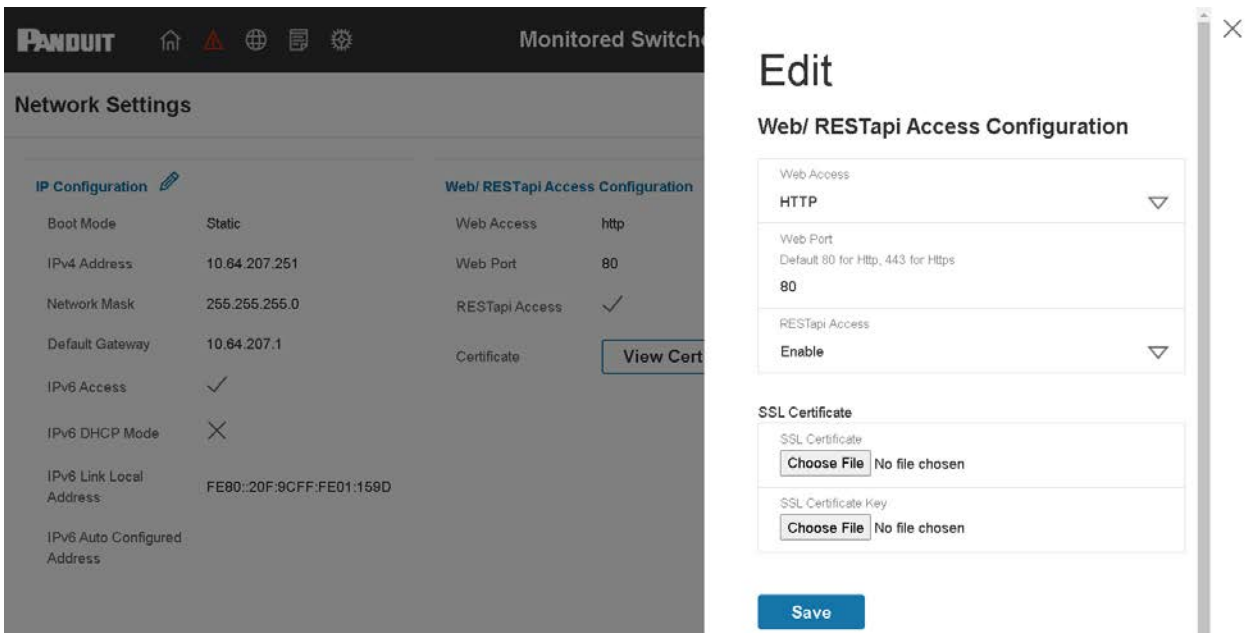 PANDUIT
Monitored Switche
Network Settings
IP Configuration
Boot Mode Static
IPv4 Address 10.64.207.251
Network Mask 255.255.255.0
Default Gateway 10.64.207.1
IPv6 Access
IPv6 DHCP Mode
IPv6 Link Local
Address
FE80::20F:9CFF:FE01:159D
IPv6 Auto Configured
Address
Web/ RESTapi Access Configuration
Web Access http
Web Port 80
RESTapi Access
Certificate View Cert
Edit
Web/ RESTapi Access Configuration
Web Access
HTTP
Web Port
Default 80 for Http, 443 for Https
80
RESTapi Access
Enable
SSL Certificate
SSL Certificate
Choose File No file chosen
SSL Certificate Key
Choose File No file chosen
Save